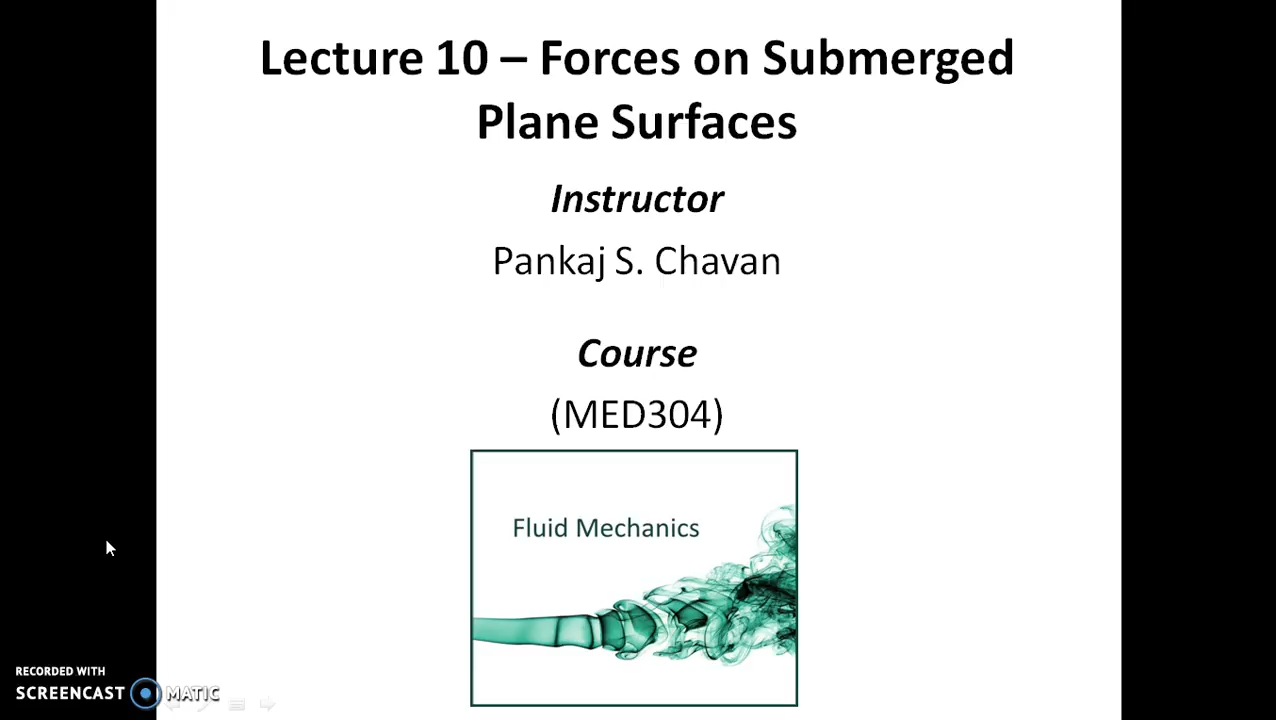 Lecture 10 – Forces on Submerged
Plane Surfaces
Instructor
Pankaj S. Chavan
Course
(MED304)
Fluid Mechanics
RECORDED WITH
SCREENCAST MATIC